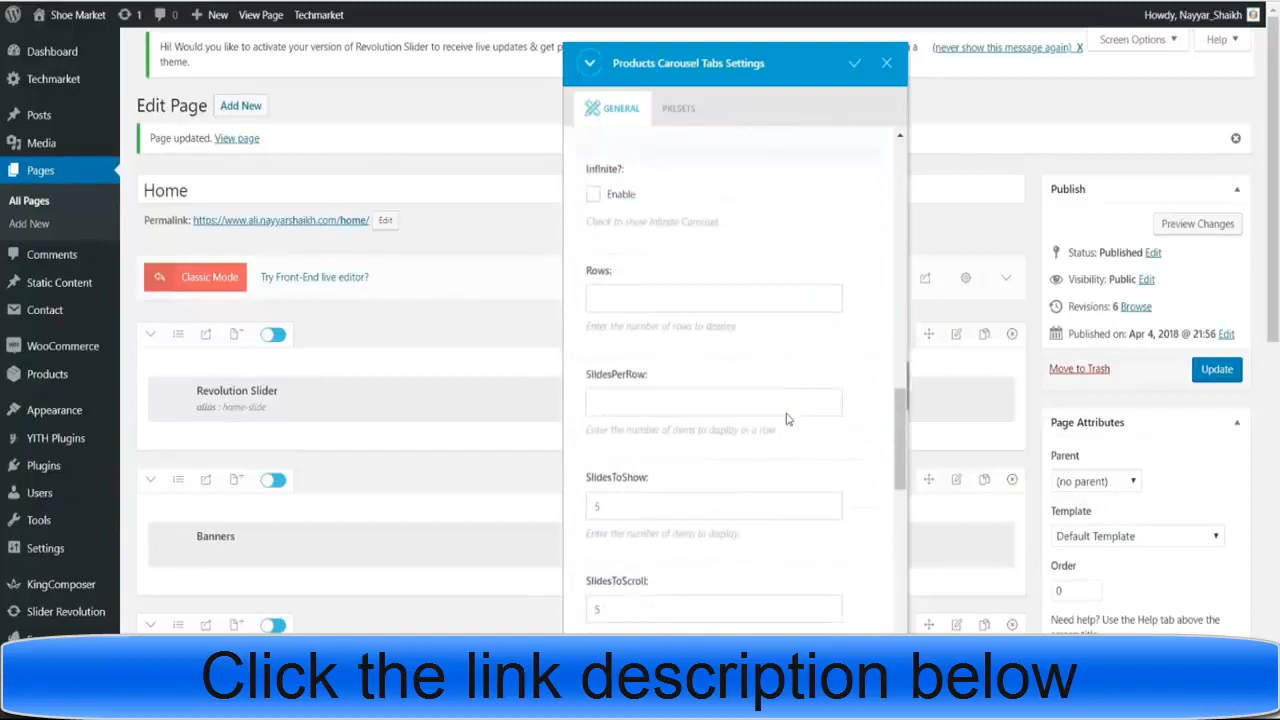 Shoe Market 1 0 New View Page Techmarket Howdy, Nayyar_Shaikh
Dashboard
Techmarket
Posts
Media
Pages
All Pages
Add New
Comments
Static Content
Contact
WooCommerce
Products
Appearance
YITH Plugins
Plugins
Users
Tools
Settings
KingComposer
Slider Revolution
Hi! Would you like to activate your version of Revolution Slider to receive live updates & get p
theme.
(never show this message again) X
Screen Options
Help
Edit Page Add New
Page updated. View page
Home
Permalink: https://www.ali.nayyarshaikh.com/home/ Edit
Classic Mode Try Front-End live editor?
Revolution Slider
alias : home-slide
Banners
Products Carousel Tabs Settings
GENERAL PRESETS
Infinite?:
Enable
Check to show Infinite Carousel
Rows:
Enter the number of rows to display
SlidesPerRow:
Enter the number of items to display in a row
SlidesToShow:
5
Enter the number of items to display.
SlidesToScroll:
5
Publish
Preview Changes
Status: Published Edit
Visibility: Public Edit
Revisions: 6 Browse
Published on: Apr 4, 2018 @ 21:56 Edit
Move to Trash Update
Page Attributes
Parent
(no parent)
Template
Default Template
Order
0
Need help? Use the Help tab above the
Click the link description below